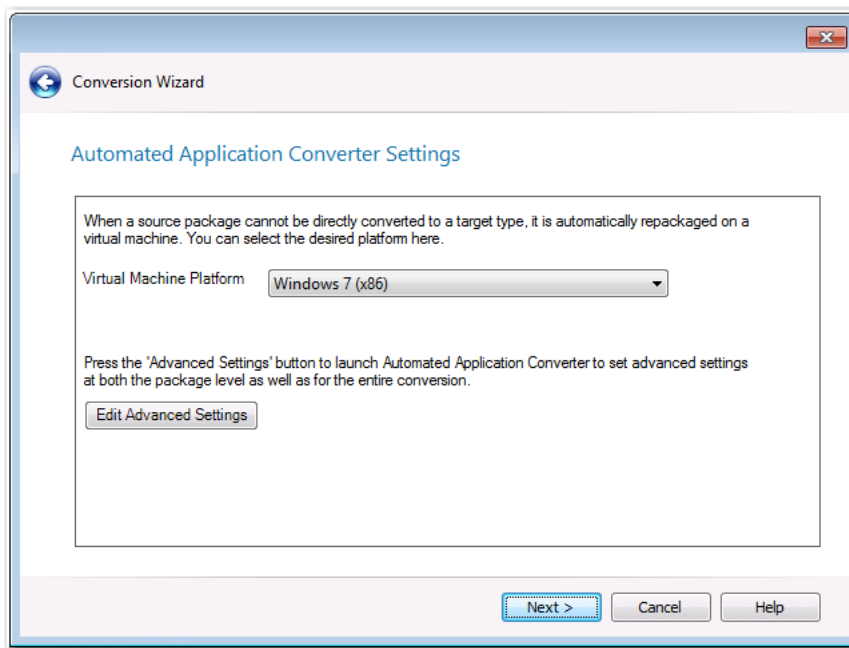 Conversion Wizard
Automated Application Converter Settings
When a source package cannot be directly converted to a target type, it is automatically repackaged on a
virtual machine. You can select the desired platform here.
Virtual Machine Platform Windows 7 (x86)
Press the 'Advanced Settings' button to launch Automated Application Converter to set advanced settings
at both the package level as well as for the entire conversion.
Edit Advanced Settings
Next > Cancel Help